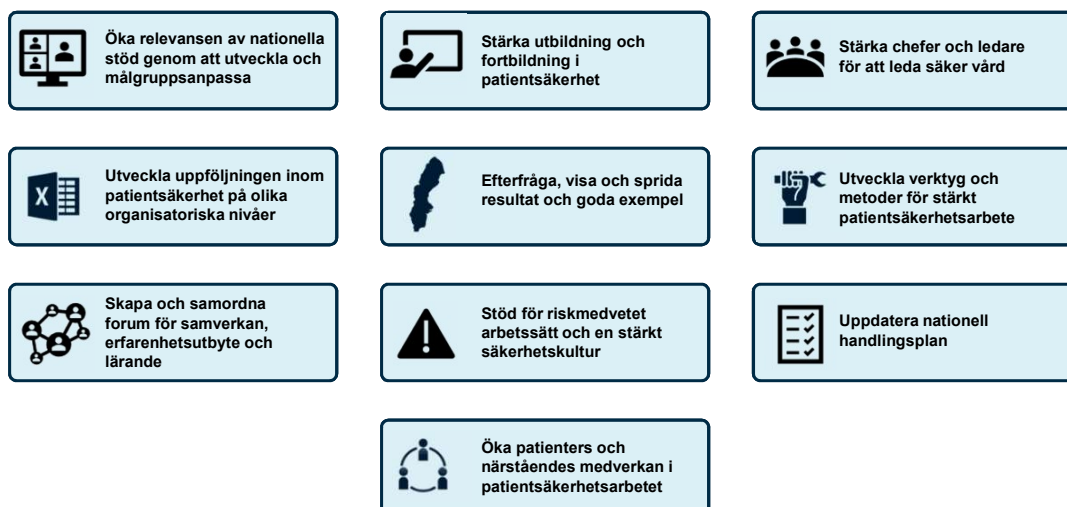 Öka relevansen av nationella
stöd genom att utveckla och
målgruppsanpassa
Stärka utbildning och
fortbildning i
patientsäkerhet
Stärka chefer och ledare
för att leda säker vård
X
Utveckla uppföljningen inom
patientsäkerhet på olika
organisatoriska nivåer
Efterfråga, visa och sprida
resultat och goda exempel
Utveckla verktyg och
metoder för stärkt
patientsäkerhetsarbete
Skapa och samordna
forum för samverkan,
erfarenhetsutbyte och
lärande
Stöd för riskmedvetet
arbetssätt och en stärkt
säkerhetskultur
Uppdatera nationell
handlingsplan
Öka patienters och
närståendes medverkan i
patientsäkerhetsarbetet